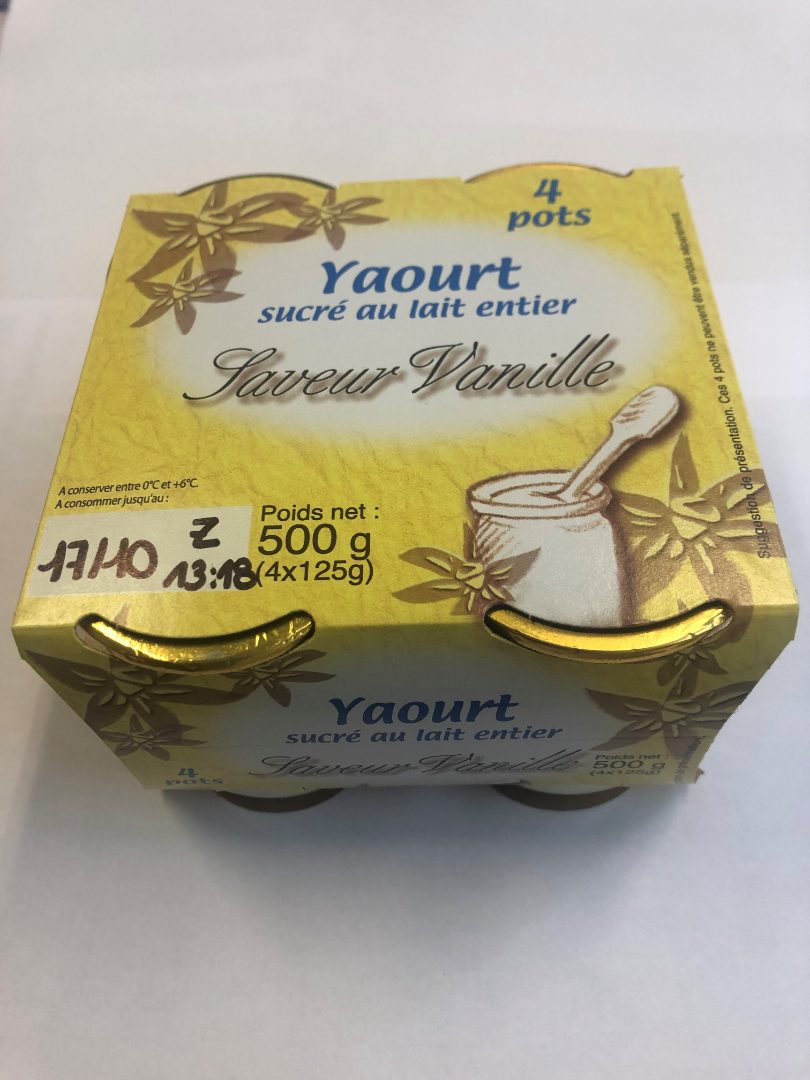 4
pots
Yaourt
sucré au lait entier
Saveur Vanille
A conserver entre 0°C et +6°C.
A consommer jusqu'au :
17/10 Z
13:18
Poids net :
500 g
(4x125g)
Suggestion de présentation. Ces 4 pots ne peuvent être vendus séparément
Yaourt
sucré au lait entier
Saveur Vanille
4
pots
Poids net :
500 g
(4x125g)